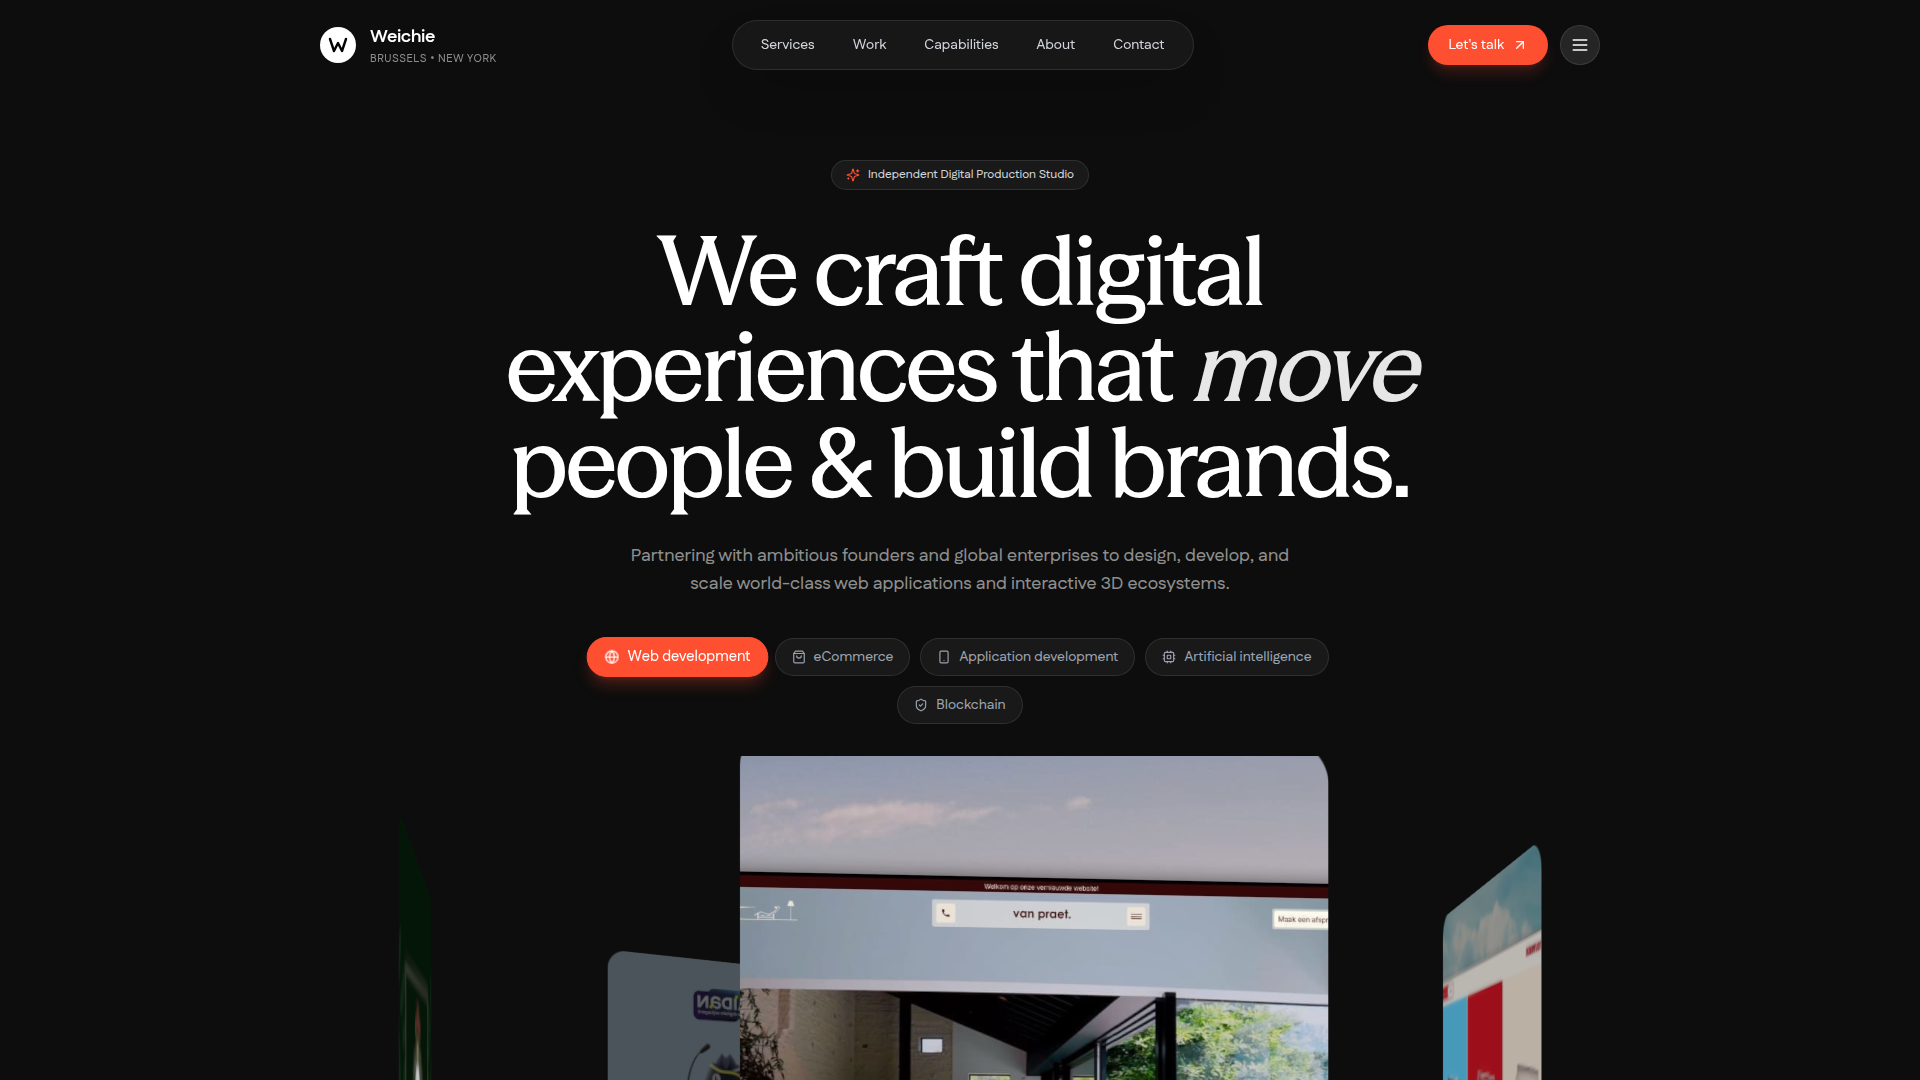 Weichie
BRUSSELS • NEW YORK
Services
Work
Capabilities
About
Contact
Let's talk
Independent Digital Production Studio
We craft digital
experiences that move
people & build brands.
Partnering with ambitious founders and global enterprises to design, develop, and
scale world-class web applications and interactive 3D ecosystems.
Web development
eCommerce
Application development
Artificial intelligence
Blockchain
Welkom op onze vernieuwde website!
van praet.
Maak een afspr